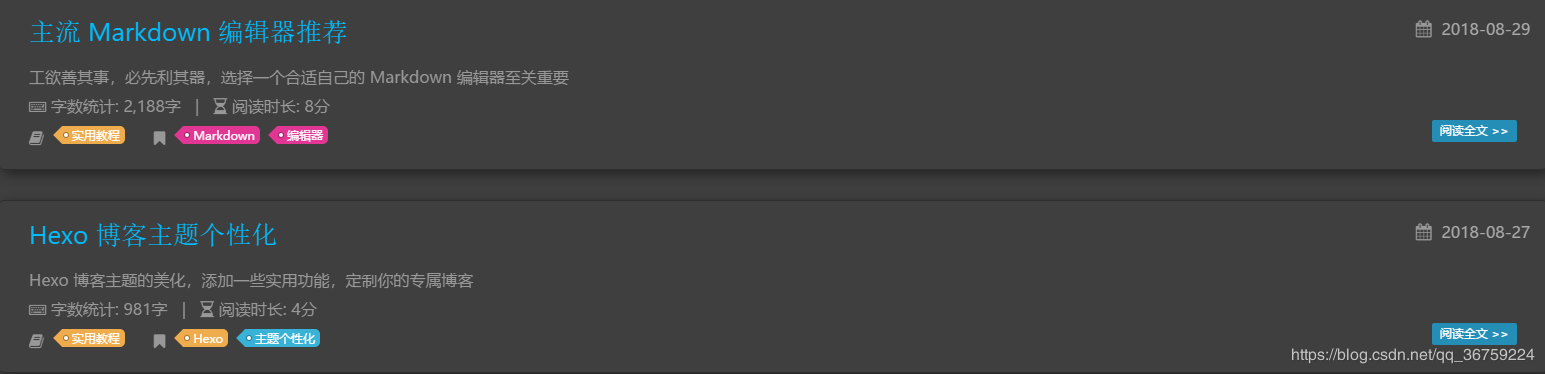 主流 Markdown 编辑器推荐
2018-08-29
工欲善其事，必先利其器，选择一个合适自己的 Markdown 编辑器至关重要
字数统计: 2,188字 | 阅读时长: 8分
实用教程 Markdown 编辑器
阅读全文 >>
Hexo 博客主题个性化
2018-08-27
Hexo 博客主题的美化，添加一些实用功能，定制你的专属博客
字数统计: 981字 | 阅读时长: 4分
实用教程 Hexo 主题个性化
阅读全文 >>
https://blog.csdn.net/qq_36759224